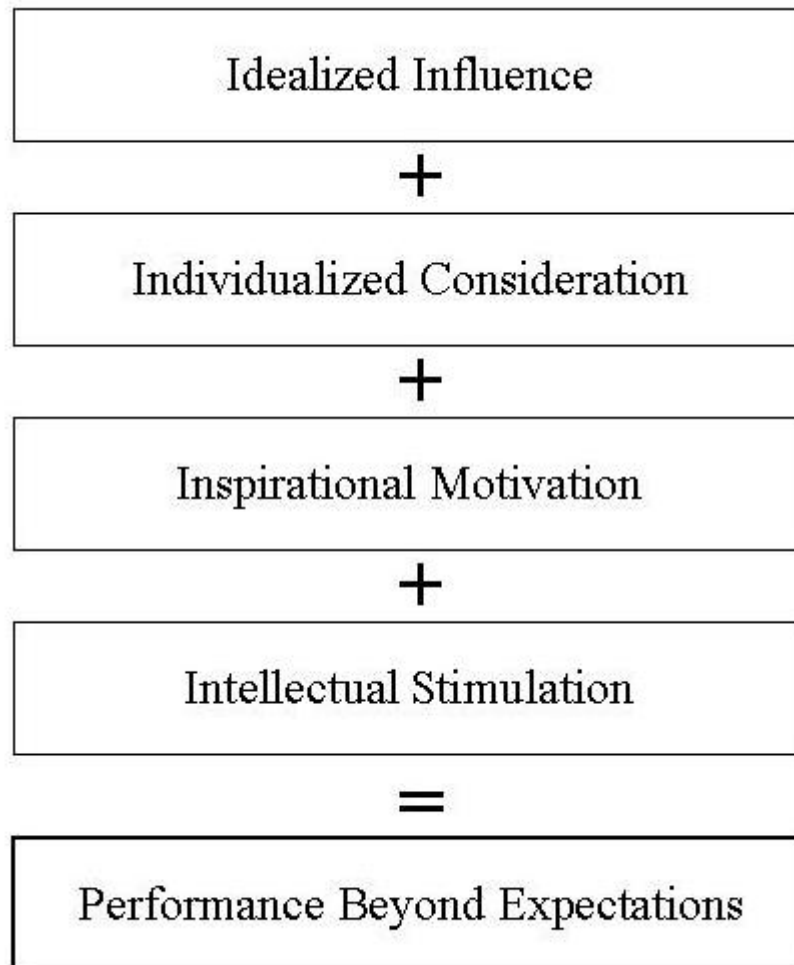 Idealized Influence
+
Individualized Consideration
+
Inspirational Motivation
+
Intellectual Stimulation
=
Performance Beyond Expectations